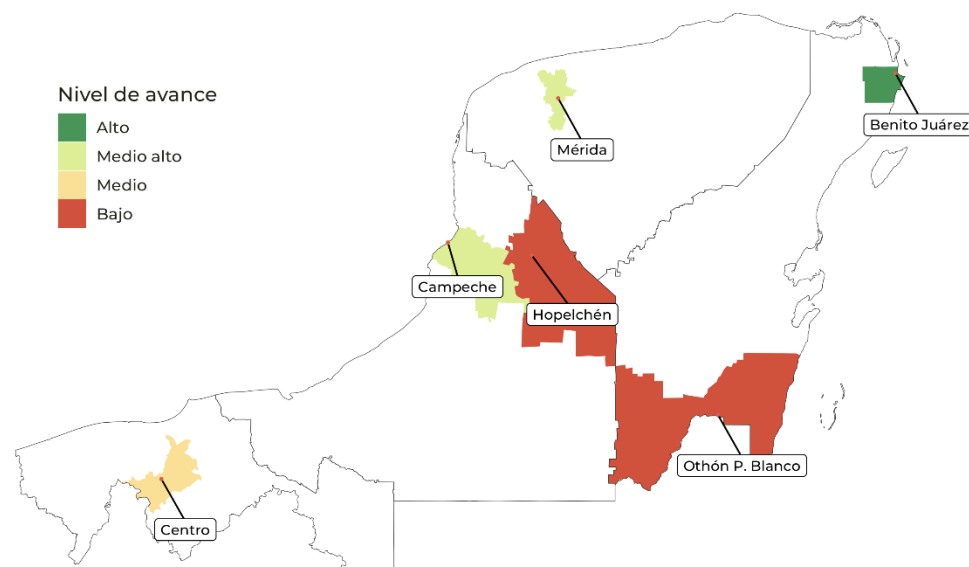 Nivel de avance
Alto
Medio alto
Medio
Bajo
Mérida
Benito Juárez
Campeche
Hopelchén
Othón P. Blanco
Centro